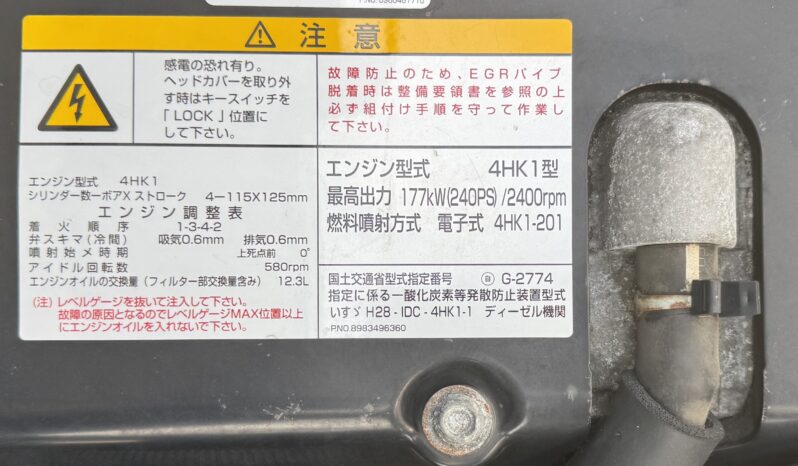 P.NO. 8980487710
注意
感電の恐れ有り。
ヘッドカバーを取り外
す時はキースイッチを
「LOCK」位置に
して下さい。
故障防止のため、EGRパイプ
脱着時は整備要領書を参照の上
必ず組付け手順を守って作業し
て下さい。
エンジン型式 4HK1
シリンダ数ーボアX ストローク 4-115X125mm
エンジン調整表
着火順序 1-3-4-2
弁スキマ(冷間) 吸気0.6mm 排気0.6mm
噴射始メ時期 上死点前 0°
アイドル回転数 580rpm
エンジンオイルの交換量(フィルター部交換量含み) 12.3L
(注)レベルゲージを抜いて注入して下さい。
故障の原因となるのでレベルゲージMAX位置以上
にエンジンオイルを入れないで下さい。
エンジン型式 4HK1型
最高出力 177kW(240PS)/2400rpm
燃料噴射方式 電子式 4HK1-201
国土交通省型式指定番号 自 G-2774
指定に係る一酸化炭素等発散防止装置型式
いすゞ H28-IDC-4HK1-1 ディーゼル機関
P.NO.8983496360